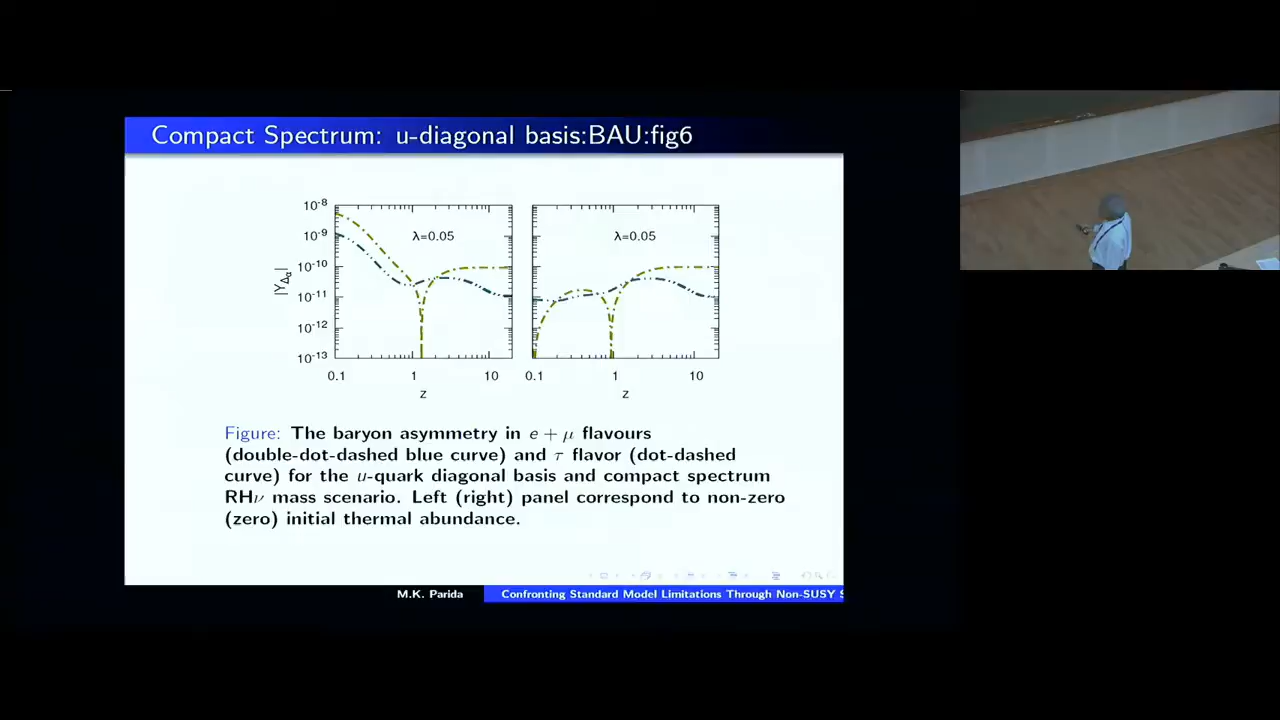 Compact Spectrum: u-diagonal basis:BAU:fig6
10-8
10-9
10-10
10-11
10-12
10-13
|YΔα|
λ=0.05
0.1 1 10
z
λ=0.05
0.1 1 10
z
Figure: The baryon asymmetry in e + μ flavours
(double-dot-dashed blue curve) and τ flavor (dot-dashed
curve) for the u-quark diagonal basis and compact spectrum
RHν mass scenario. Left (right) panel correspond to non-zero
(zero) initial thermal abundance.
M.K. Parida
Confronting Standard Model Limitations Through Non-SUSY S